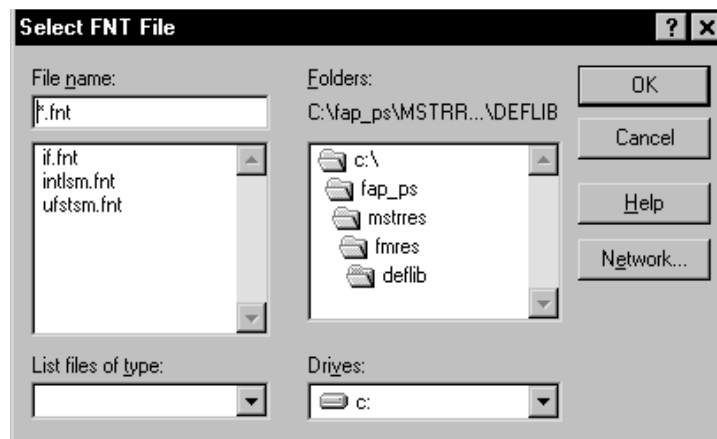 Select FNT File
File name:
*.fnt
if.fnt
intlsm.fnt
ufstsm.fnt
List files of type:
Folders:
C:\fap_ps\MSTRR...\DEFLIB
c:\
fap_ps
mstrres
fmres
deflib
Drives:
c:
OK
Cancel
Help
Network...